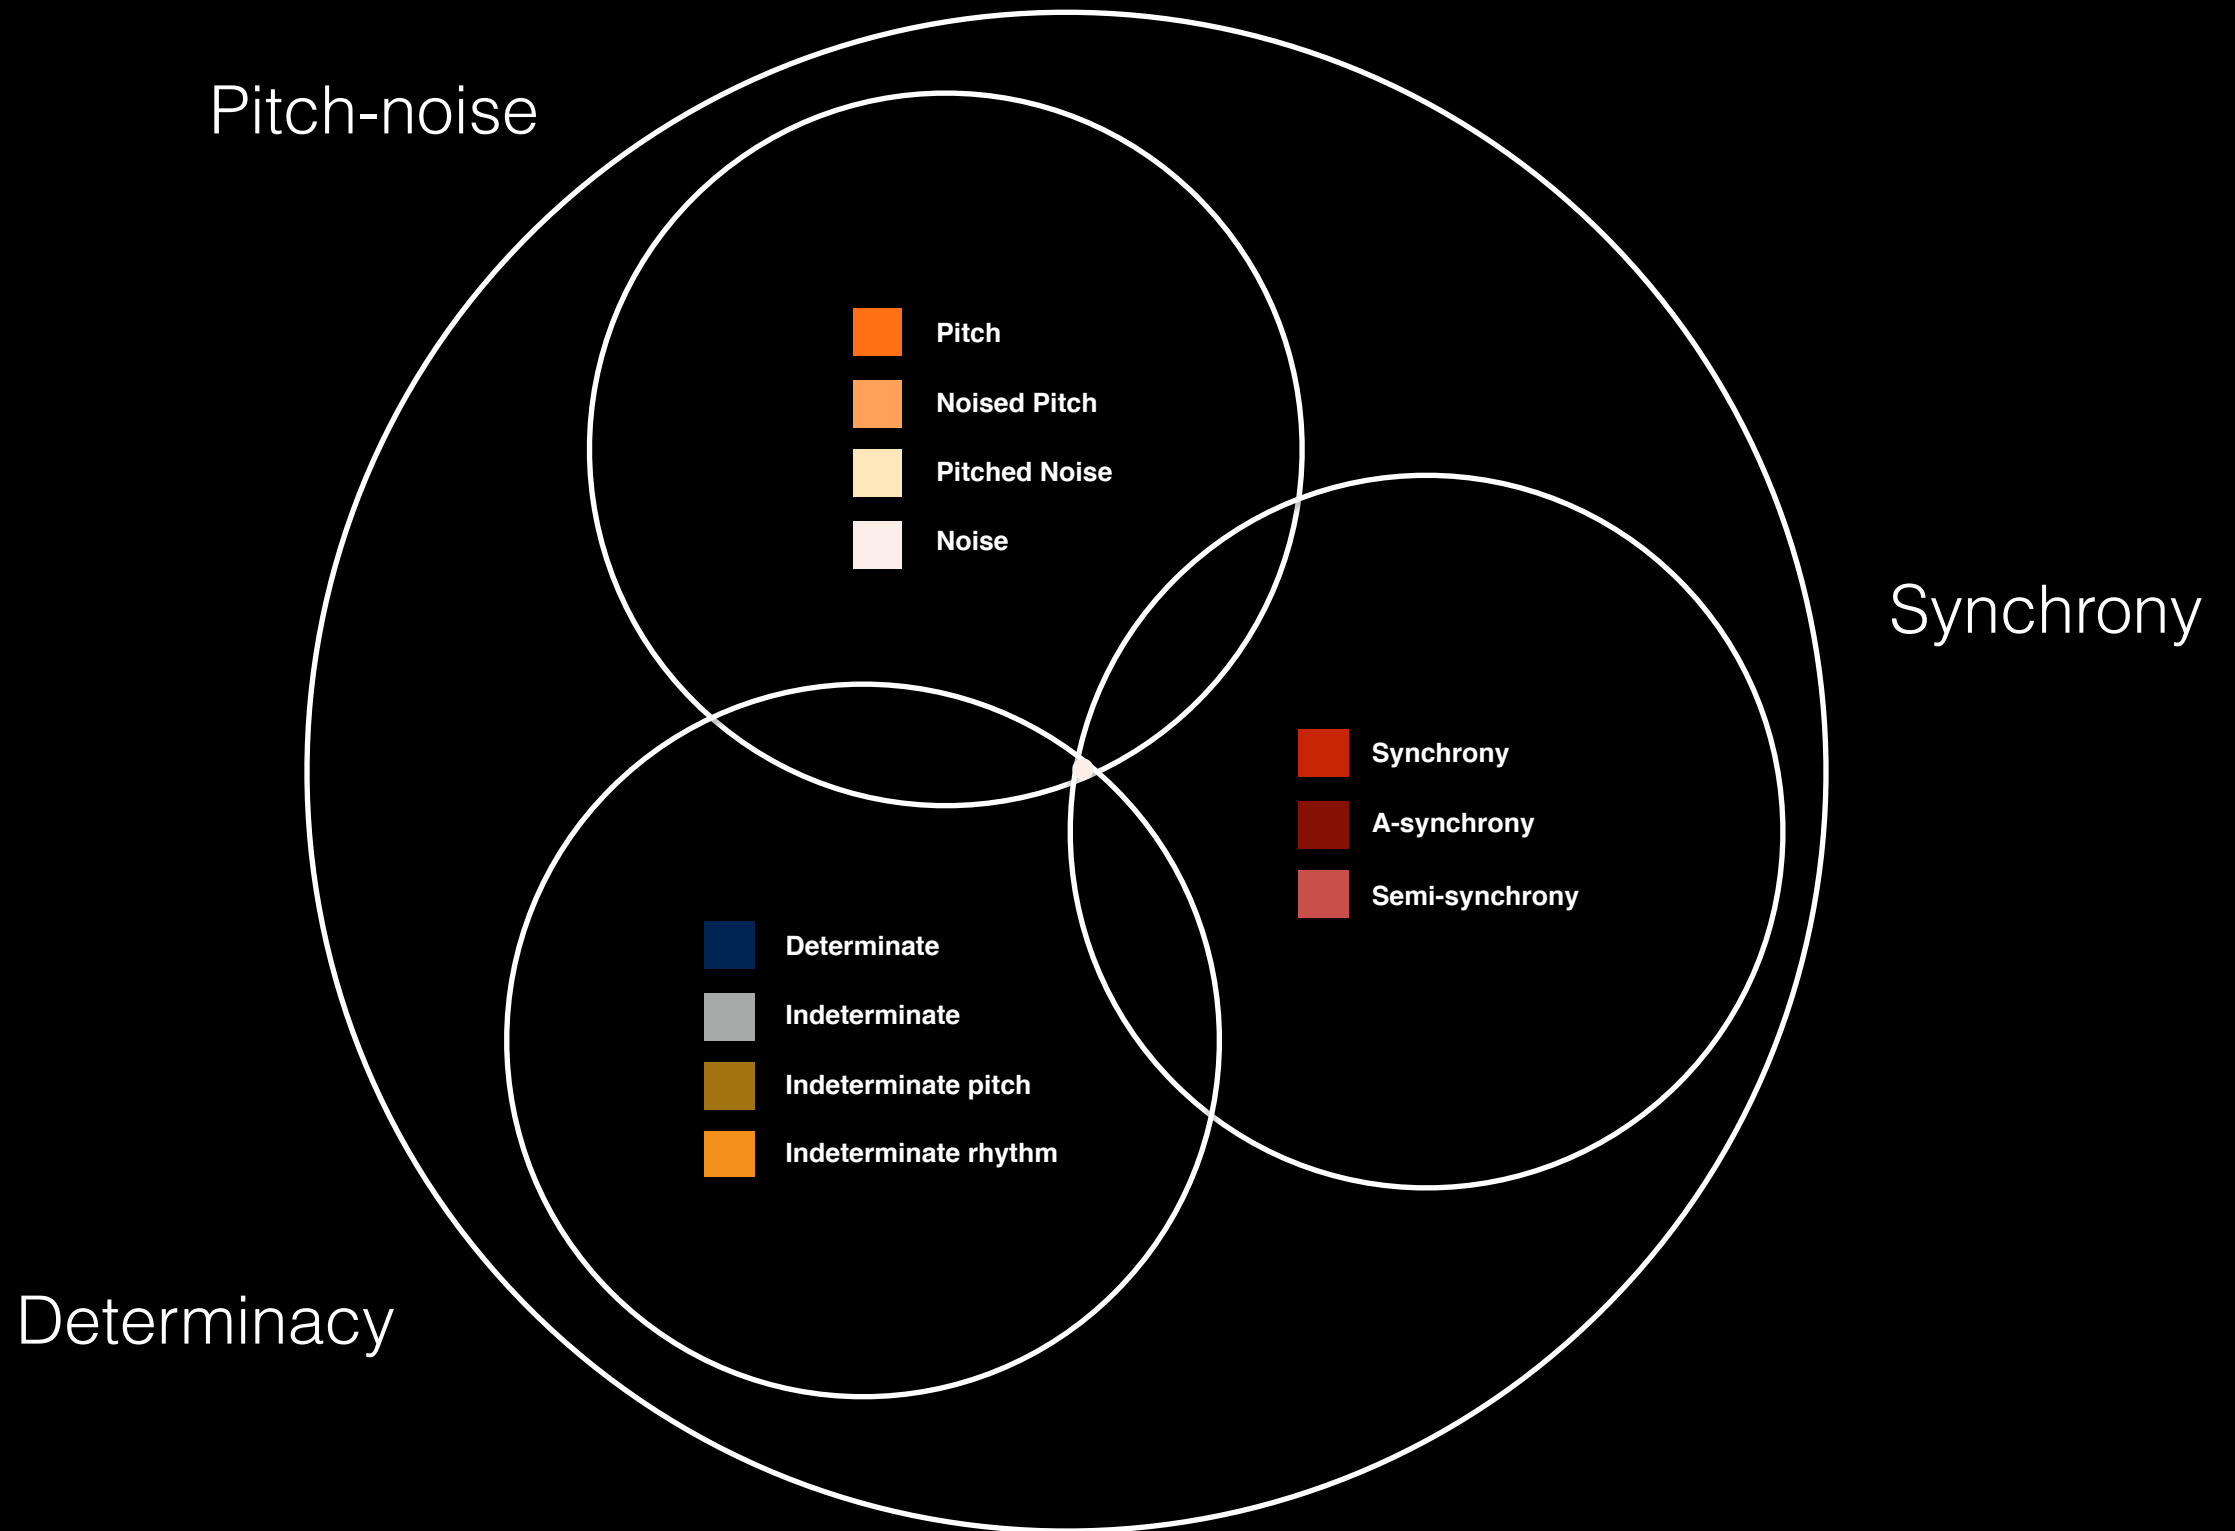 Pitch-noise
Pitch
Noised Pitch
Pitched Noise
Noise
Synchrony
Synchrony
A-synchrony
Semi-synchrony
Determinate
Indeterminate
Indeterminate pitch
Indeterminate rhythm
Determinacy